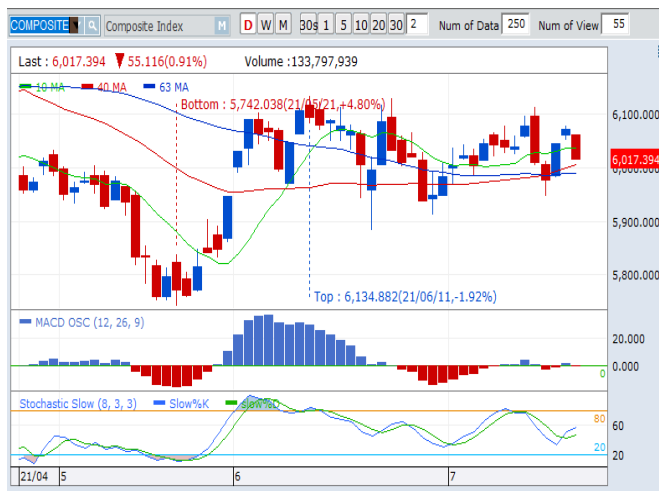 COMPOSITE Composite Index M D W M 30s 1 5 10 20 30 2 Num of Data 250 Num of View 55
Last : 6,017.394 ▼ 55.116(0.91%) Volume :133,797,939
10 MA 40 MA 63 MA
Bottom : 5,742.038(21/05/21,+4.80%)
6,100.000
6,017.394
6,000.000
5,900.000
5,800.000
Top : 6,134.882(21/06/11,-1.92%)
MACD OSC (12, 26, 9)
20.000
0.000
0
Stochastic Slow (8, 3, 3) Slow%K slow%D
80
60
20
20
21/04 5 6 7